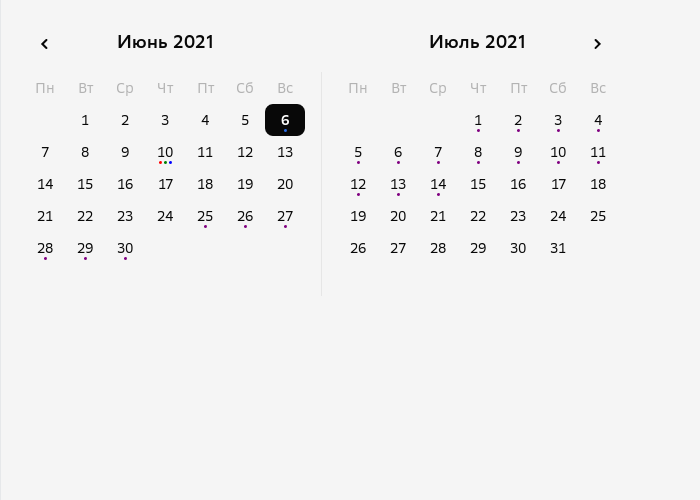 Июнь 2021
Пн Вт Ср Чт Пт Сб Вс
1 2 3 4 5 6
7 8 9 10 11 12 13
14 15 16 17 18 19 20
21 22 23 24 25 26 27
28 29 30
Июль 2021
Пн Вт Ср Чт Пт Сб Вс
1 2 3 4
5 6 7 8 9 10 11
12 13 14 15 16 17 18
19 20 21 22 23 24 25
26 27 28 29 30 31